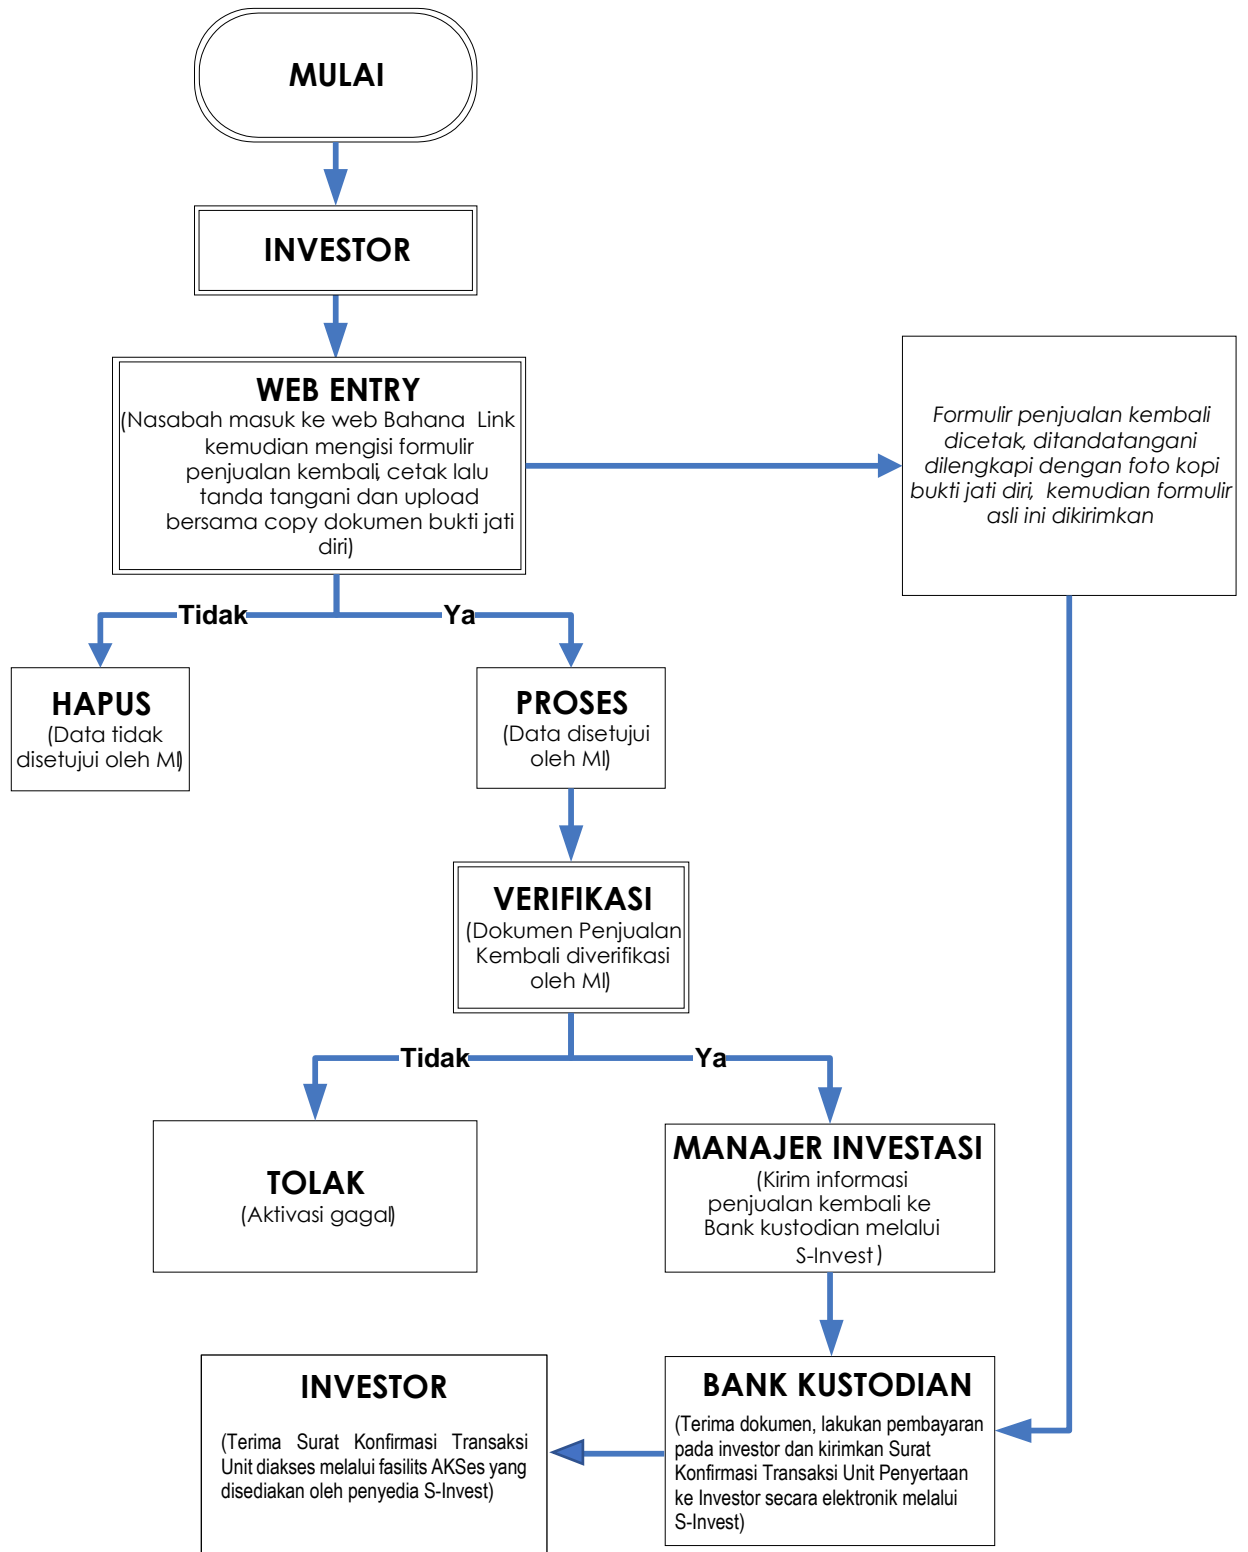 MULAI
INVESTOR
WEB ENTRY
(Nasabah masuk ke web Bahana Link
kemudian mengisi formulir
penjualan kembali, cetak lalu
tanda tangani dan upload
bersama copy dokumen bukti jati
diri)
Formulir penjualan kembali
dicetak, ditandatangani
dilengkapi dengan foto kopi
bukti jati diri, kemudian formulir
asli ini dikirimkan
Tidak
Ya
HAPUS
(Data tidak
disetujui oleh MI)
PROSES
(Data disetujui
oleh MI)
VERIFIKASI
(Dokumen Penjualan
Kembali diverifikasi
oleh MI)
Tidak
Ya
TOLAK
(Aktivasi gagal)
MANAJER INVESTASI
(Kirim informasi
penjualan kembali ke
Bank kustodian melalui
S-Invest)
INVESTOR
(Terima Surat Konfirmasi Transaksi
Unit diakses melalui fasilits AKSes yang
disediakan oleh penyedia S-Invest)
BANK KUSTODIAN
(Terima dokumen, lakukan pembayaran
pada investor dan kirimkan Surat
Konfirmasi Transaksi Unit Penyertaan
ke Investor secara elektronik melalui
S-Invest)